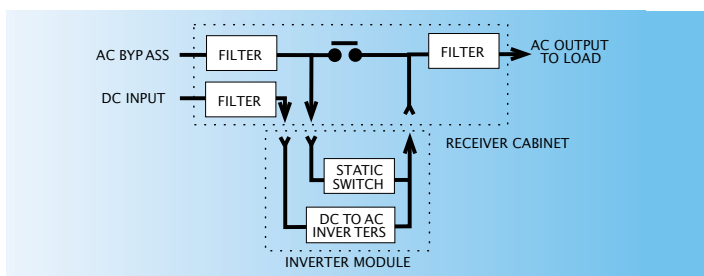 AC BYPASS
FILTER
FILTER
AC OUTPUT
TO LOAD
DC INPUT
FILTER
RECEIVER CABINET
STATIC
SWITCH
DC TO AC
INVERTERS
INVERTER MODULE